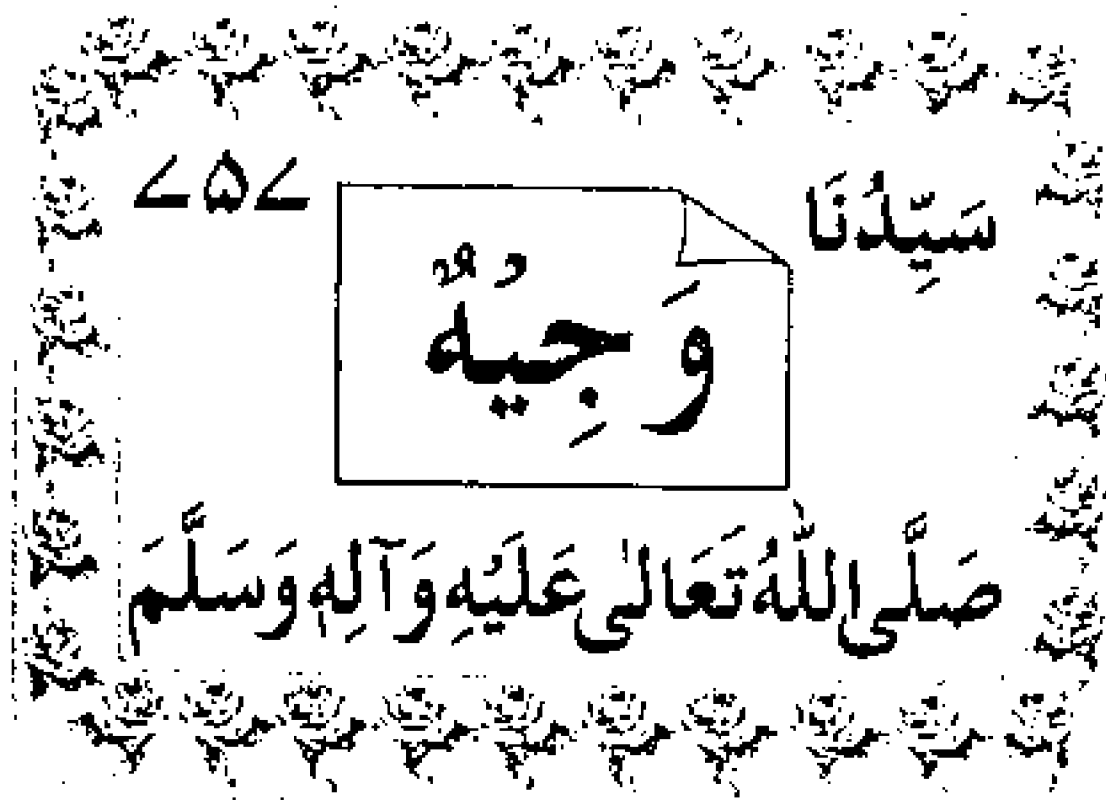 سَيِّدُنَا ۷۵۷
وَجِيْهٌ
صَلَّى اللّٰهُ تَعَالٰى عَلَيْهِ وَآلِهٖ وَسَلَّمَ